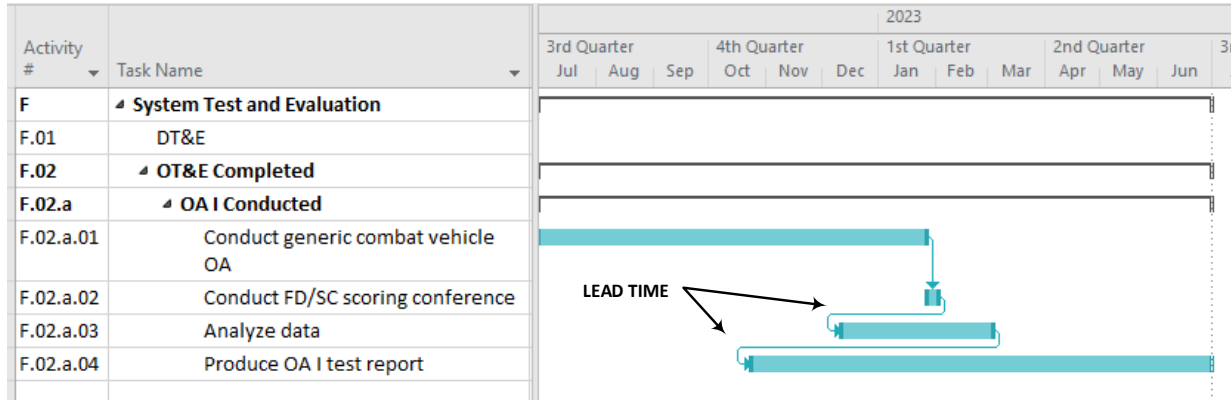 2023
Activity
#
Task Name
3rd Quarter 4th Quarter 1st Quarter 2nd Quarter
Jul Aug Sep Oct Nov Dec Jan Feb Mar Apr May Jun
F System Test and Evaluation
F.01 DT&E
F.02 OT&E Completed
F.02.a OA I Conducted
F.02.a.01 Conduct generic combat vehicle
OA
F.02.a.02 Conduct FD/SC scoring conference
LEAD TIME
F.02.a.03 Analyze data
F.02.a.04 Produce OA I test report